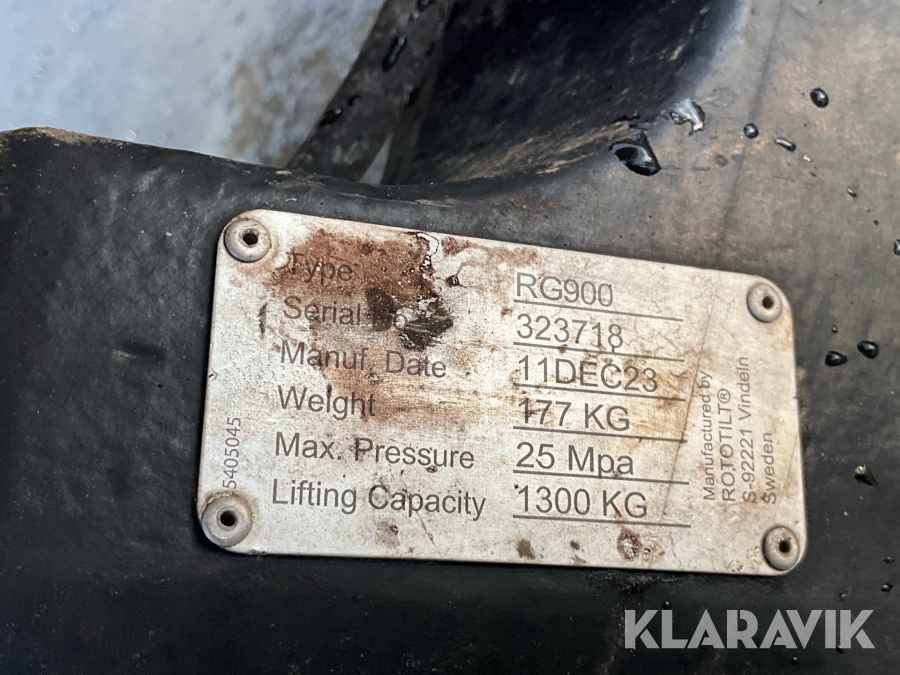 Type RG900
Serial No. 323718
Manuf. Date 11DEC23
Weight 177 KG
Max. Pressure 25 Mpa
Lifting Capacity 1300 KG
5405045
Manufactured by
ROTOTILT®
S-92221 Vindeln
Sweden
KLARAVIK